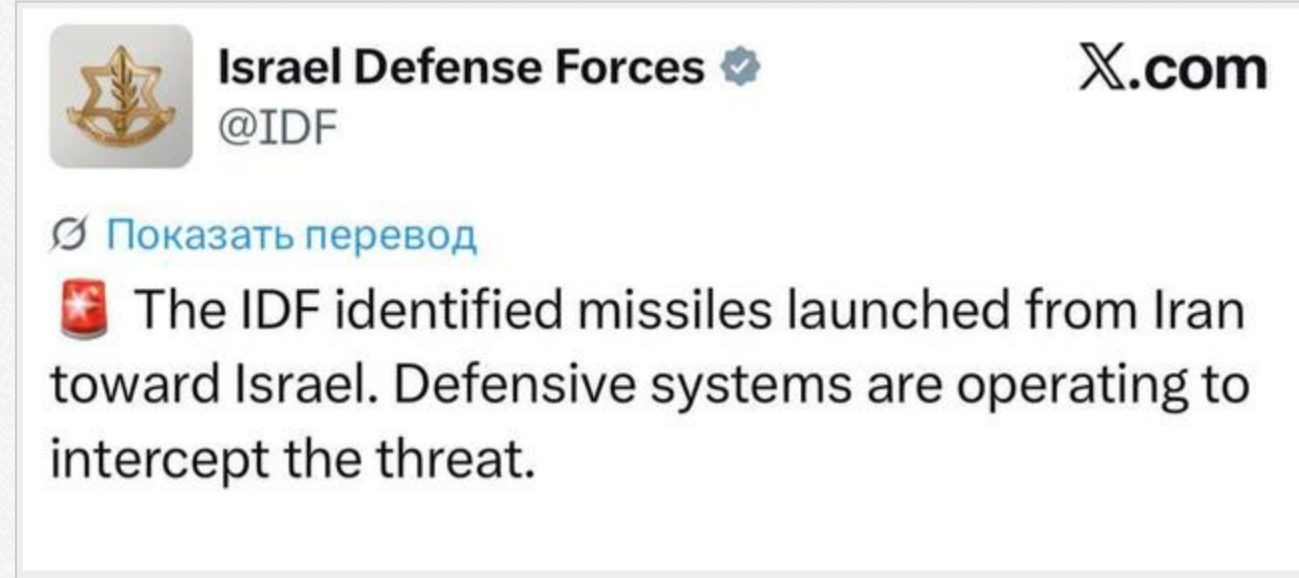 Israel Defense Forces
X.com
@IDF
Показать перевод
🚨 The IDF identified missiles launched from Iran
toward Israel. Defensive systems are operating to
intercept the threat.